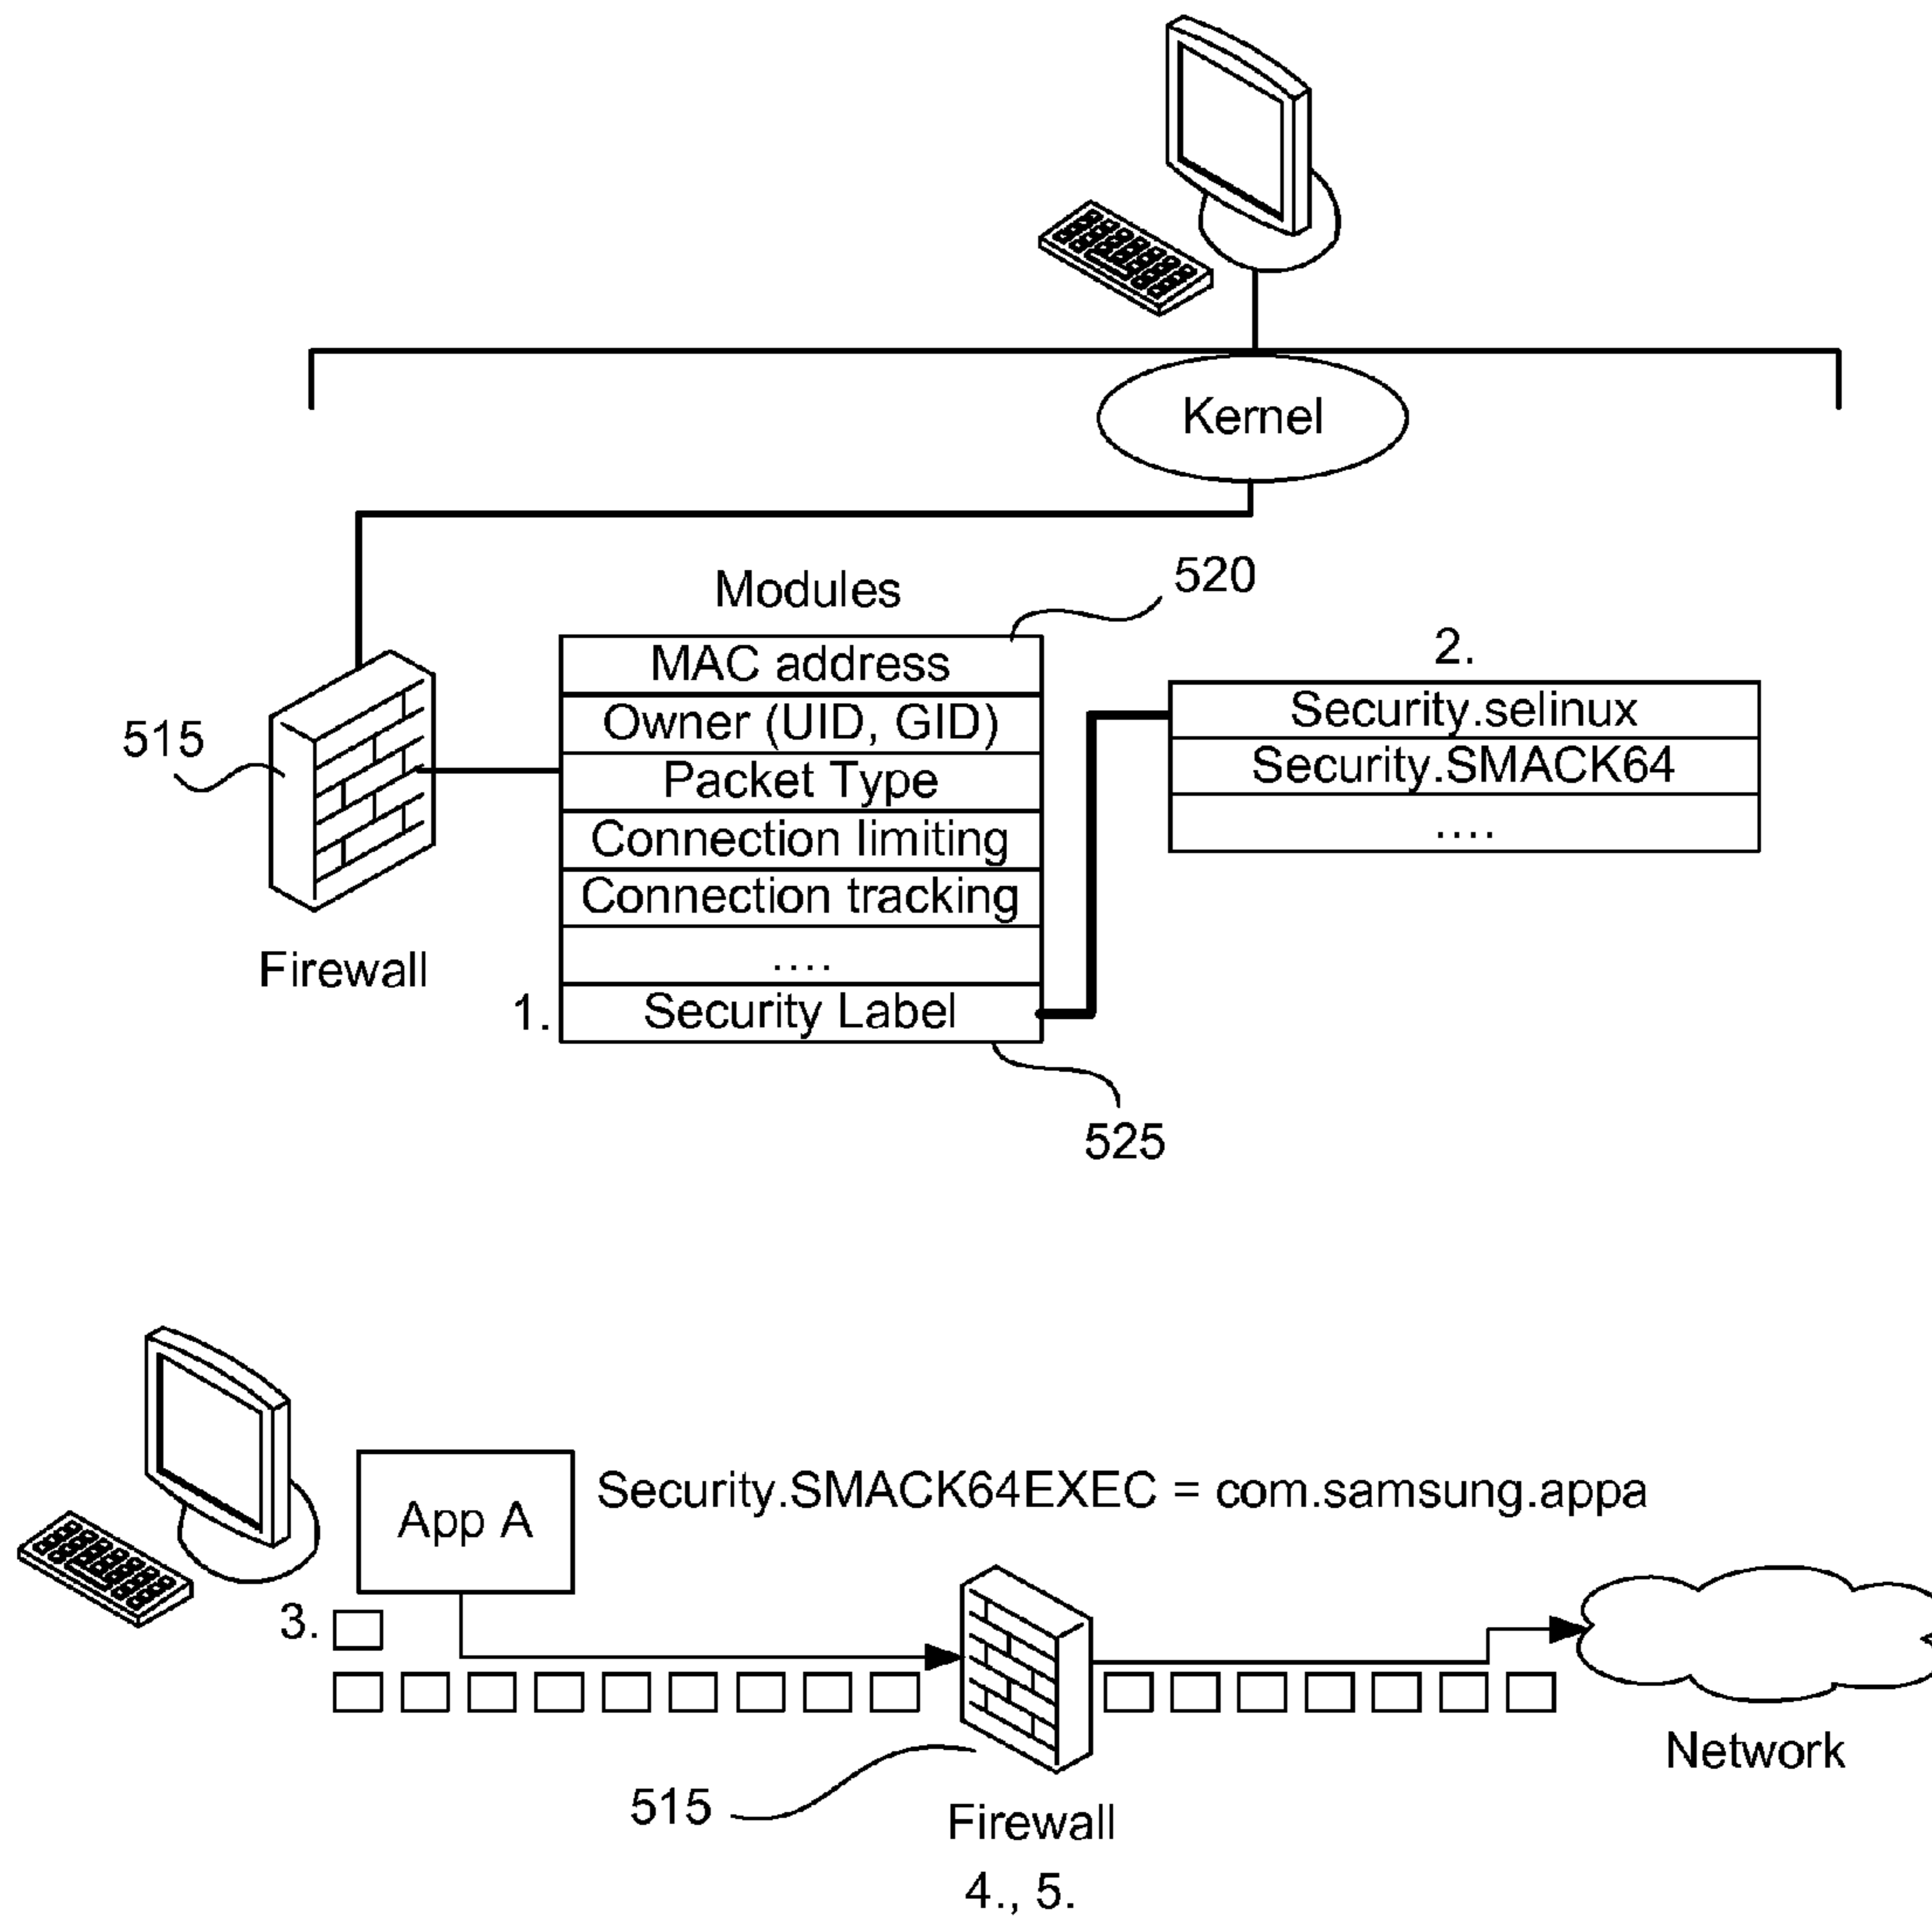 Kernel
Modules
520
MAC address
Owner (UID, GID)
Packet Type
Connection limiting
Connection tracking
....
1.
Security Label
525
515
Firewall
2.
Security.selinux
Security.SMACK64
....
App A
Security.SMACK64EXEC = com.samsung.appa
3.
515
Firewall
4., 5.
Network